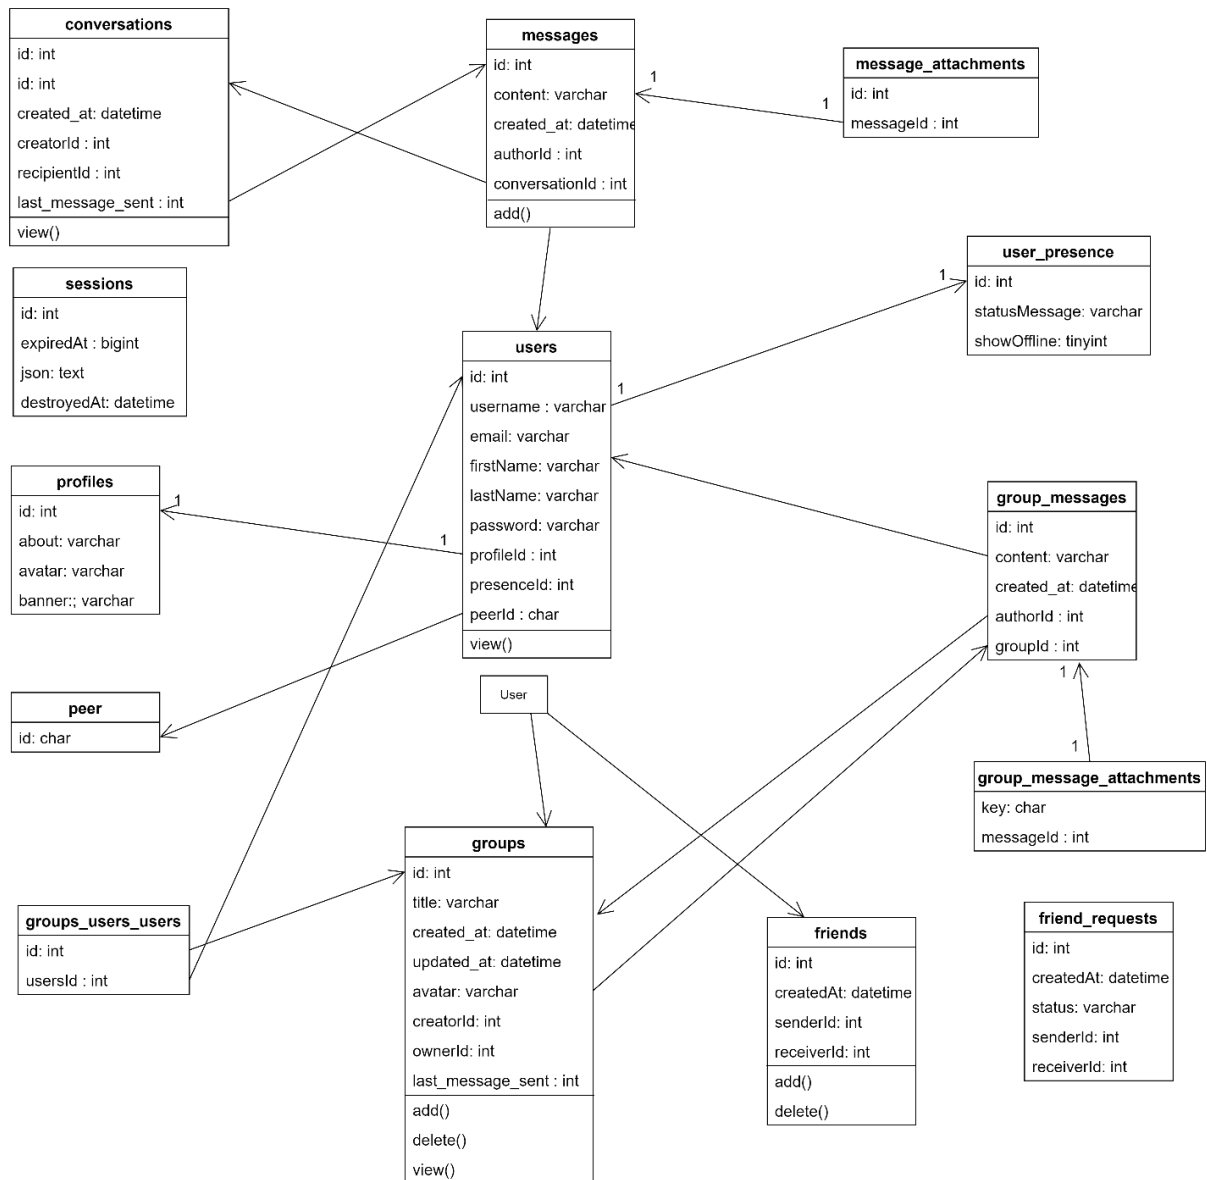 conversations
id: int
id: int
created_at: datetime
creatorId : int
recipientId : int
last_message_sent : int
view()
messages
id: int
content: varchar
created_at: datetime
authorId : int
conversationId : int
add()
message_attachments
id: int
messageId : int
1
1
sessions
id: int
expiredAt : bigint
json: text
destroyedAt: datetime
users
id: int
username : varchar
email: varchar
firstName: varchar
lastName: varchar
password: varchar
profileId : int
presenceId: int
peerId : char
view()
user_presence
id: int
statusMessage: varchar
showOffline: tinyint
1
1
profiles
id: int
about: varchar
avatar: varchar
banner:; varchar
1
1
group_messages
id: int
content: varchar
created_at: datetime
authorId : int
groupId : int
peer
id: char
User
1
1
group_message_attachments
key: char
messageId : int
groups_users_users
id: int
usersId : int
groups
id: int
title: varchar
created_at: datetime
updated_at: datetime
avatar: varchar
creatorId: int
ownerId: int
last_message_sent : int
add()
delete()
view()
friends
id: int
createdAt: datetime
senderId: int
receiverId: int
add()
delete()
friend_requests
id: int
createdAt: datetime
status: varchar
senderId: int
receiverId: int